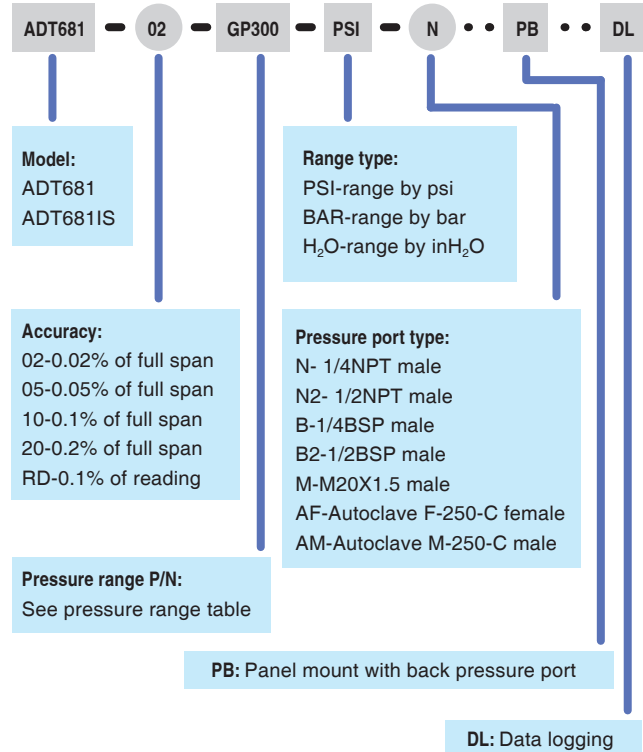 ADT681 – 02 – GP300 – PSI – N • • PB • • DL
Model:
ADT681
ADT681IS
Range type:
PSI-range by psi
BAR-range by bar
H₂O-range by inH₂O
Accuracy:
02-0.02% of full span
05-0.05% of full span
10-0.1% of full span
20-0.2% of full span
RD-0.1% of reading
Pressure port type:
N- 1/4NPT male
N2- 1/2NPT male
B-1/4BSP male
B2-1/2BSP male
M-M20X1.5 male
AF-Autoclave F-250-C female
AM-Autoclave M-250-C male
Pressure range P/N:
See pressure range table
PB: Panel mount with back pressure port
DL: Data logging